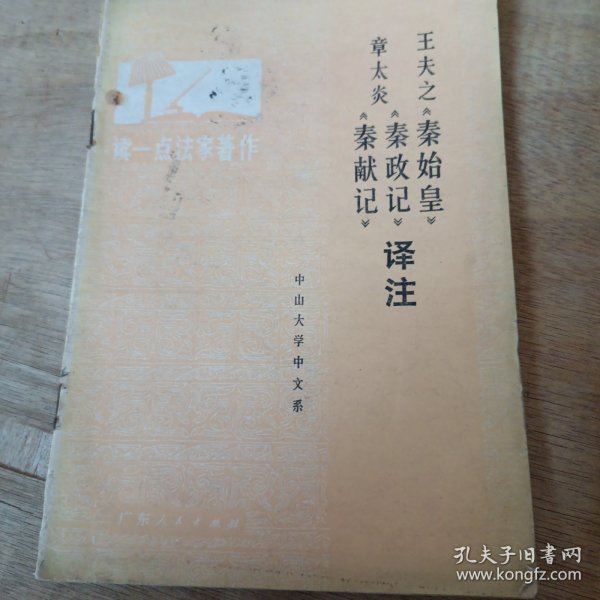 王夫之《秦始皇》
章太炎《秦政记》
《秦献记》
译注
中山大学中文系
读一点法家著作
广东人民出版社
孔夫子旧书网
www.kongfz.com